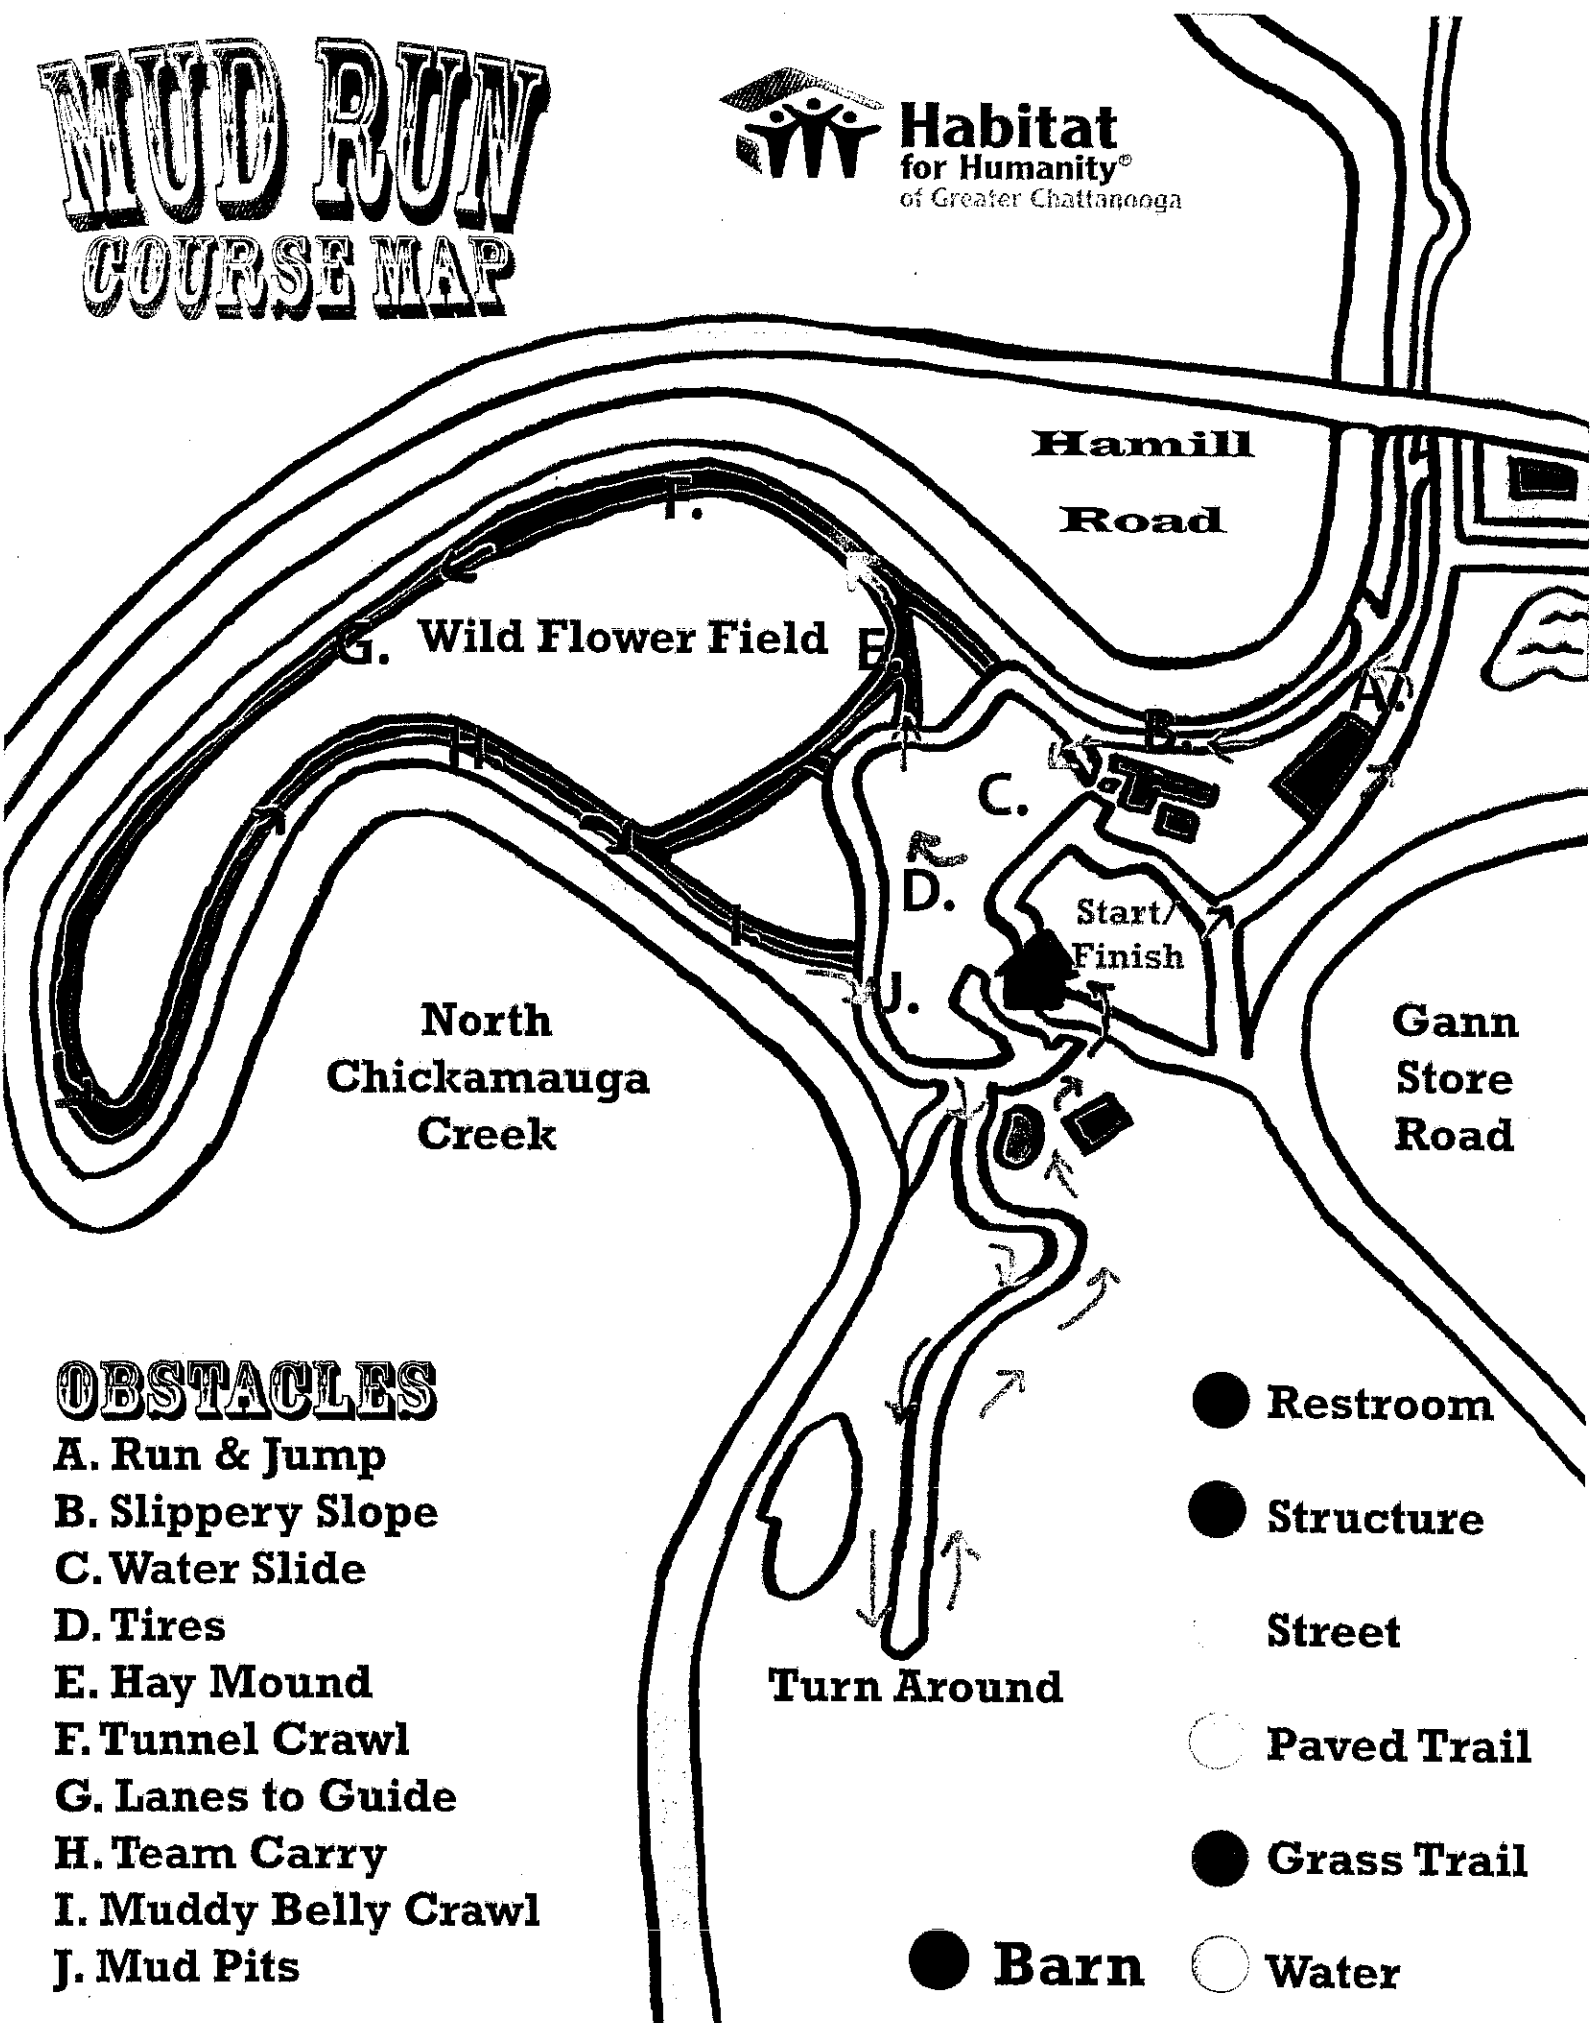 MUD RUN
COURSE MAP
Habitat
for Humanity®
of Greater Chattanooga
Hamill
Road
F.
G.
Wild Flower Field
E
A.
B.
H
C.
D.
I
Start/
Finish
J.
North
Chickamauga
Creek
Gann
Store
Road
OBSTACLES
A. Run & Jump
B. Slippery Slope
C. Water Slide
D. Tires
E. Hay Mound
F. Tunnel Crawl
G. Lanes to Guide
H. Team Carry
I. Muddy Belly Crawl
J. Mud Pits
Turn Around
Restroom
Structure
Street
Paved Trail
Grass Trail
Barn
Water